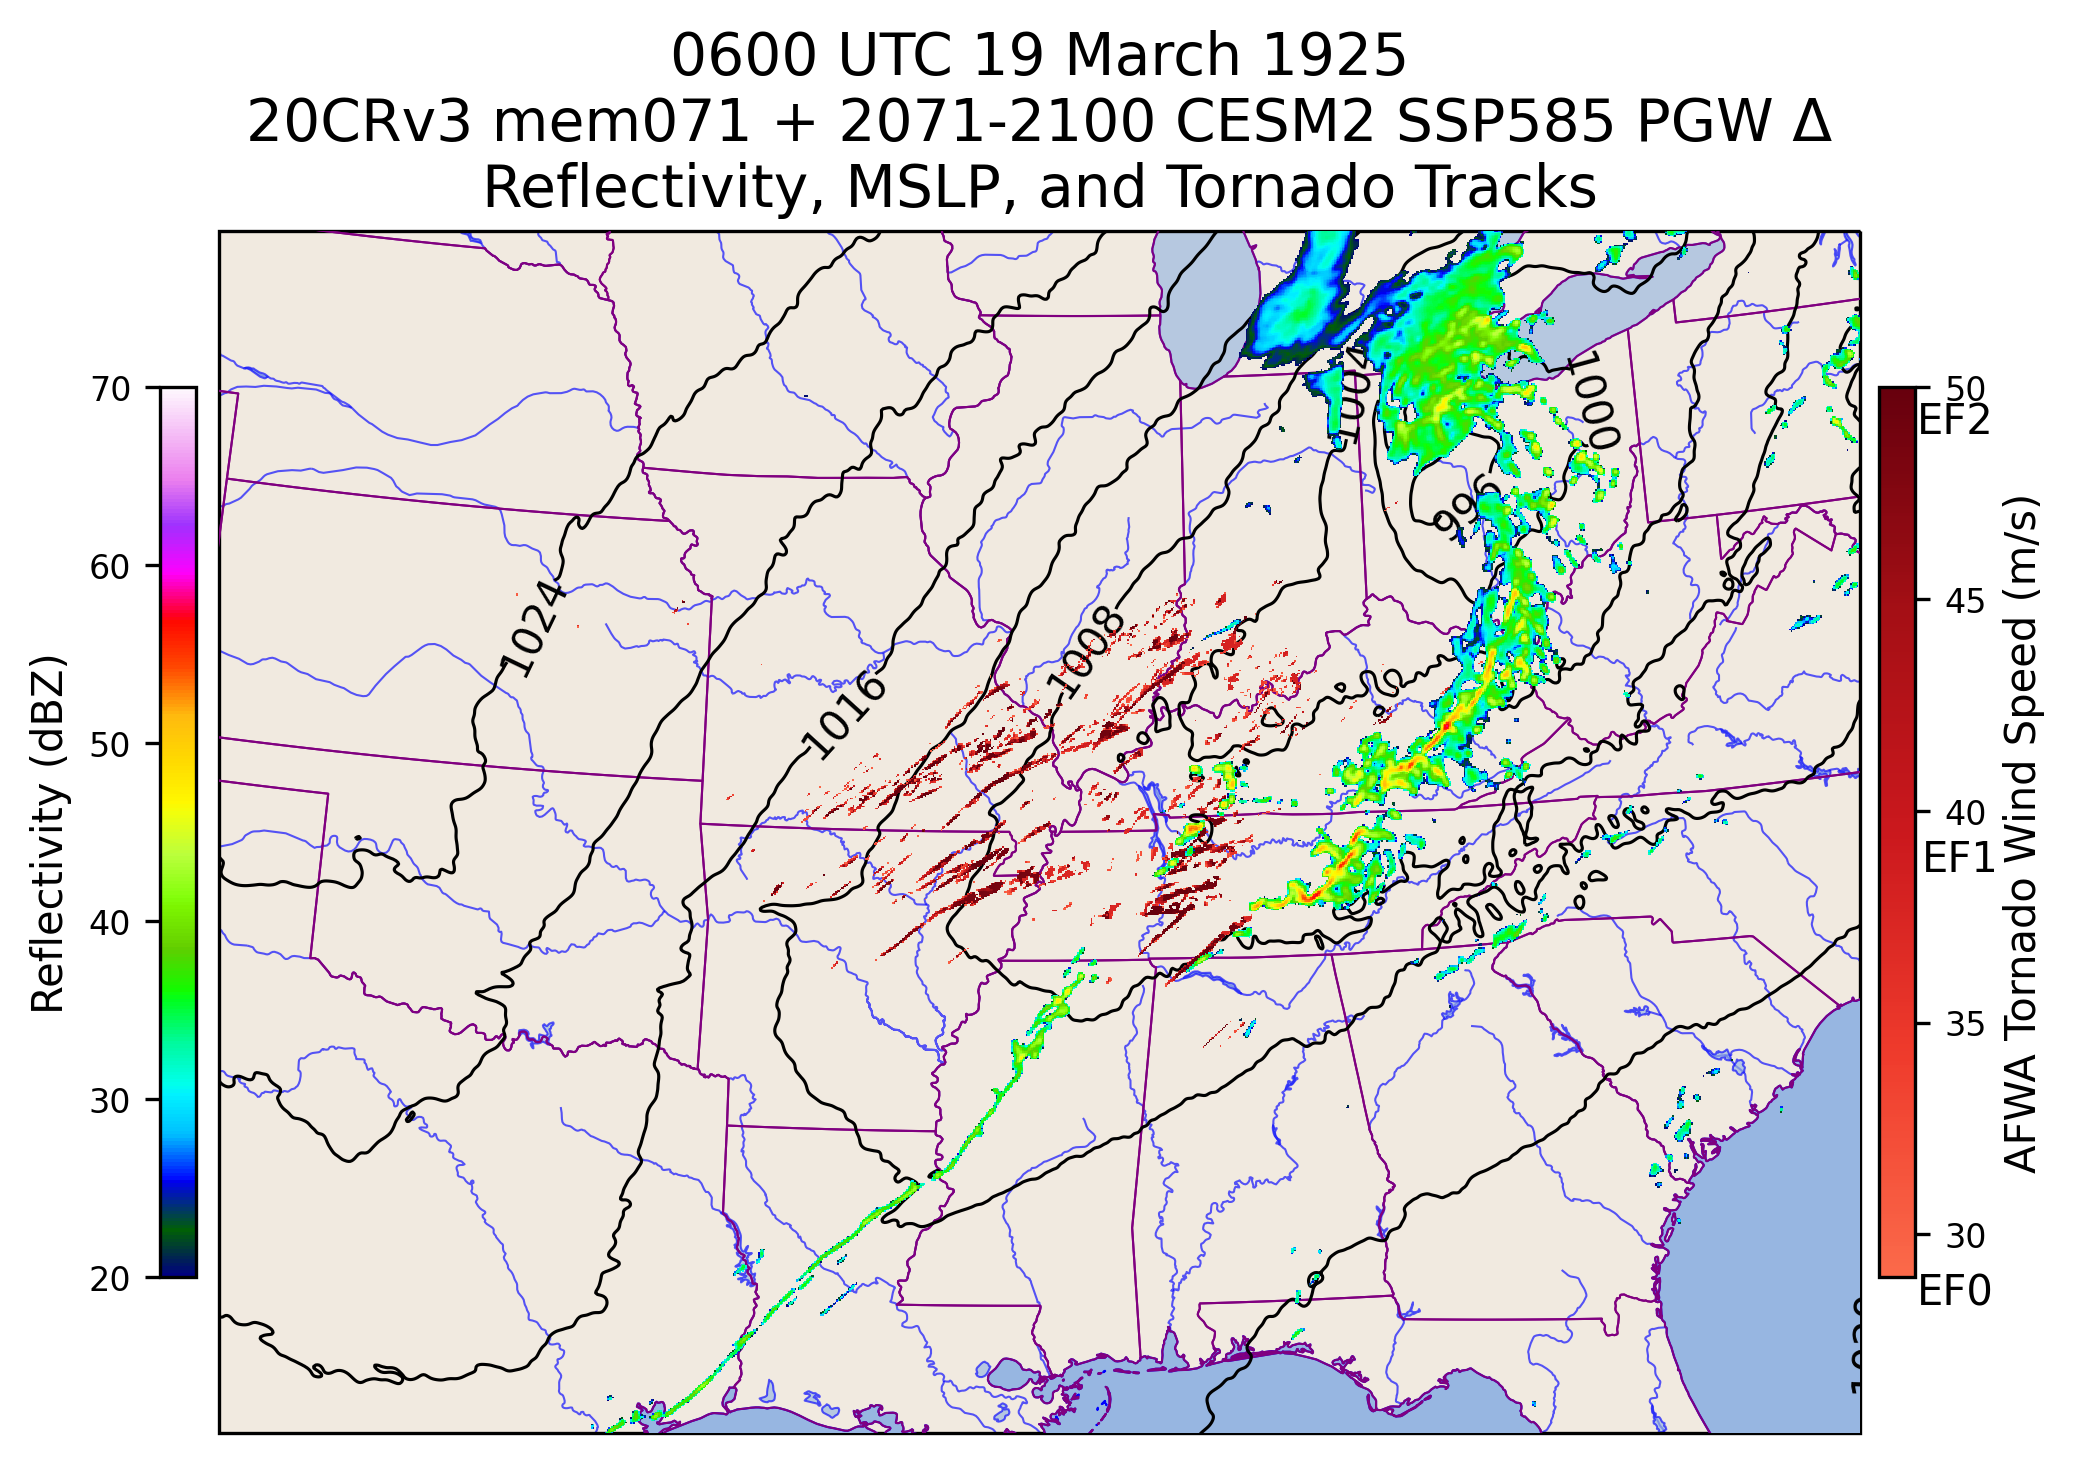 0600 UTC 19 March 1925
20CRv3 mem071 + 2071-2100 CESM2 SSP585 PGW Δ
Reflectivity, MSLP, and Tornado Tracks
Reflectivity (dBZ)
70
60
50
40
30
20
1024
1016
1008
1004
1000
996
50
EF2
45
40
EF1
35
30
EF0
AFWA Tornado Wind Speed (m/s)